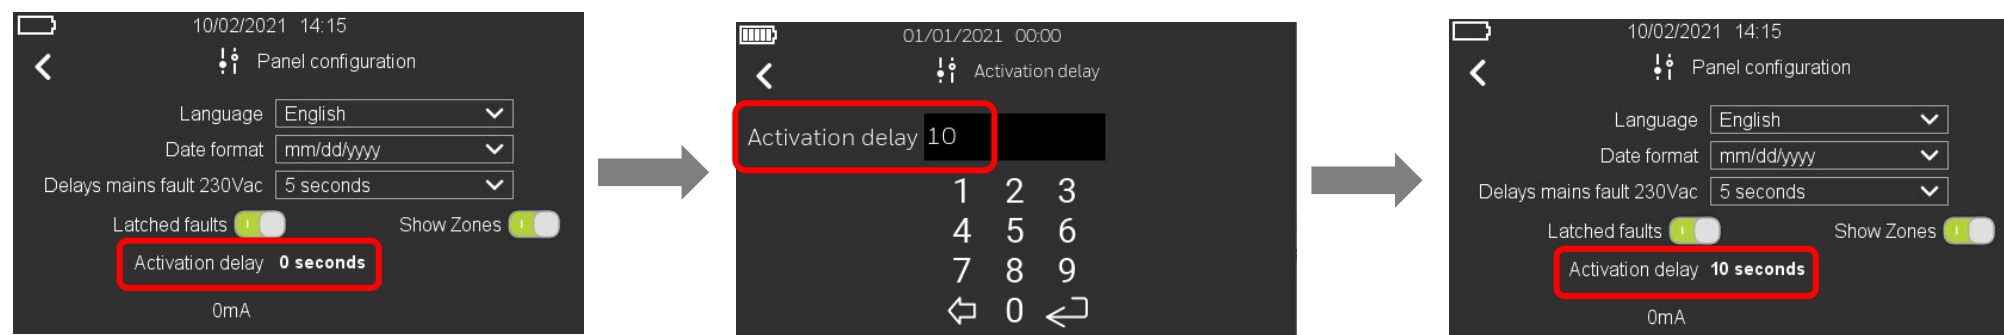 10/02/2021 14:15
Panel configuration
Language English
Date format mm/dd/yyyy
Delays mains fault 230Vac 5 seconds
Latched faults Show Zones
Activation delay 0 seconds
0mA
01/01/2021 00:00
Activation delay
Activation delay 10
1 2 3
4 5 6
7 8 9
0
10/02/2021 14:15
Panel configuration
Language English
Date format mm/dd/yyyy
Delays mains fault 230Vac 5 seconds
Latched faults Show Zones
Activation delay 10 seconds
0mA